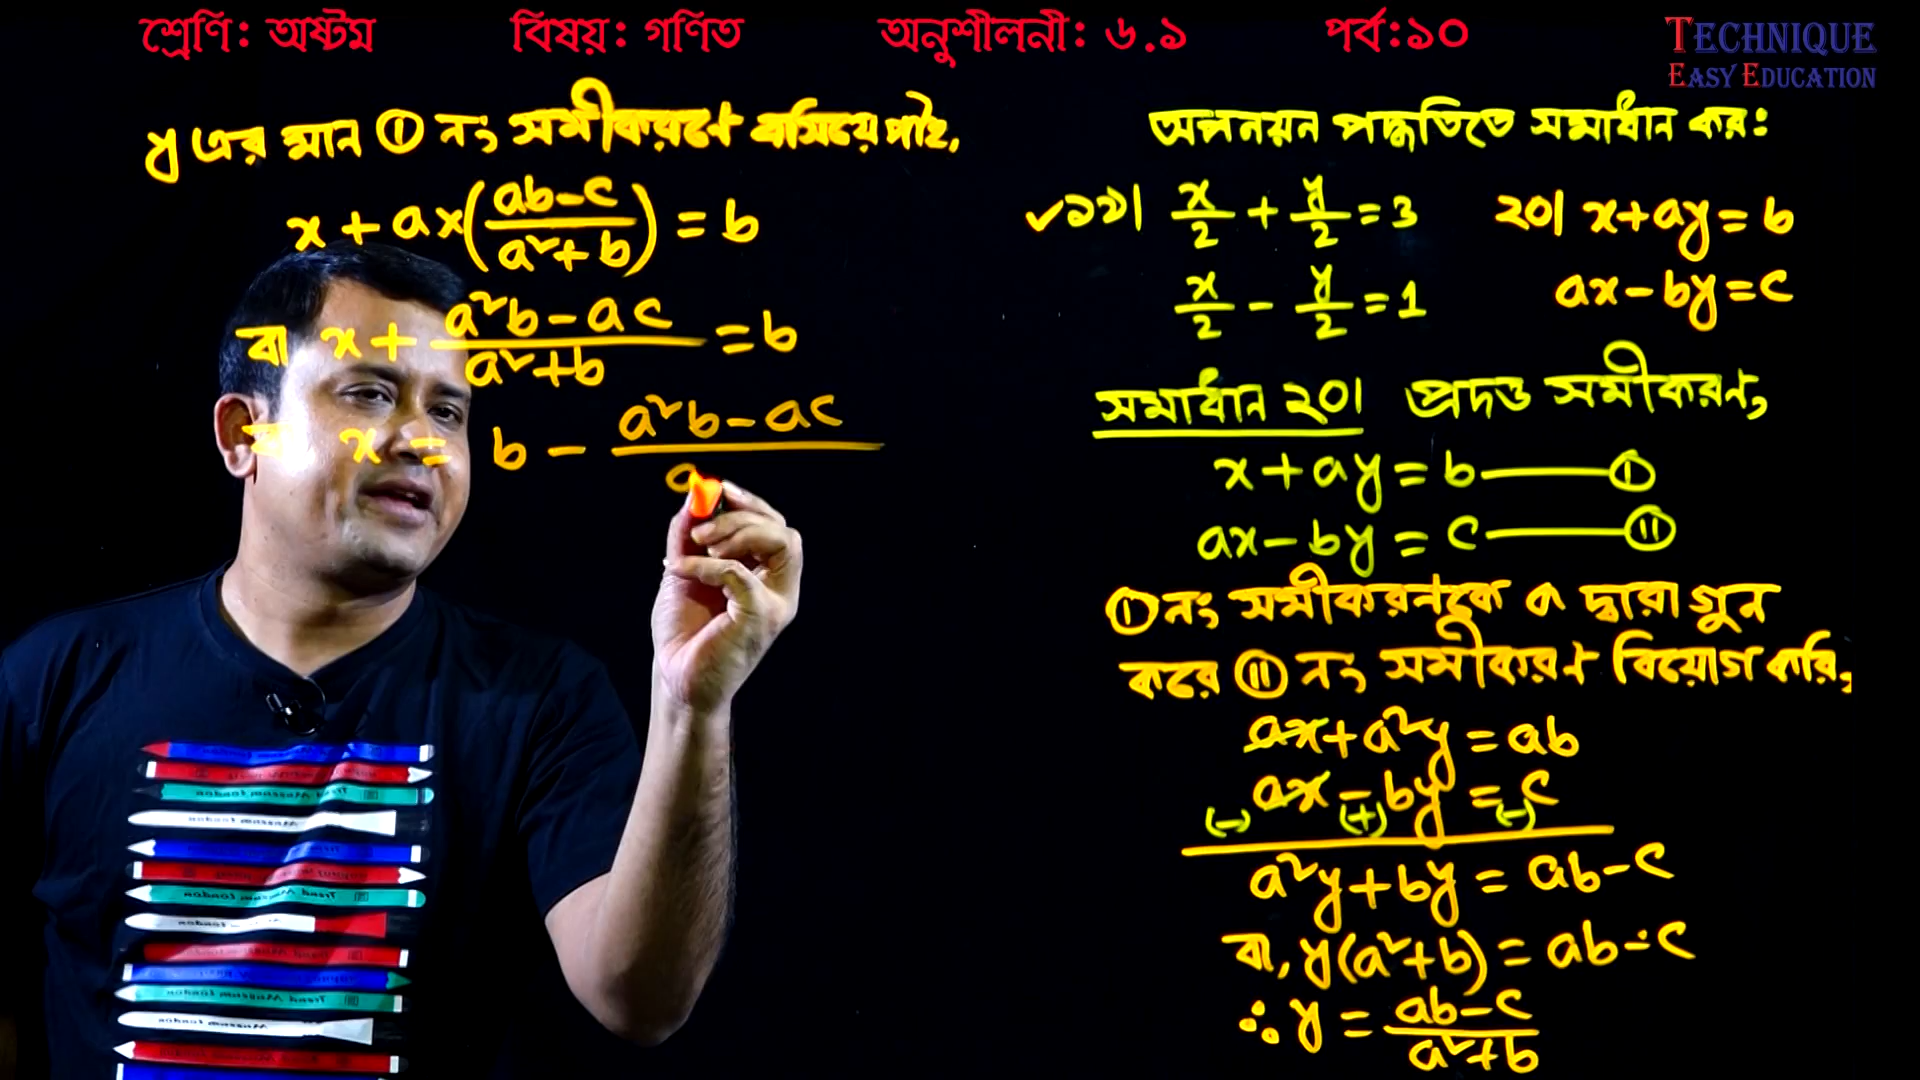 শ্রেণি: অষ্টম বিষয়: গণিত অনুশীলনী: ৬.১ পর্ব:১০
TECHNIQUE
EASY EDUCATION
y এর মান ① নং সমীকরণে বসিয়ে পাই,
x + a×((ab-c)/(a²+b)) = b
বা x + (a²b-ac)/(a²+b) = b
বা x = b - (a²b-ac)/a
অপনয়ন পদ্ধতিতে সমাধান কর:
✓১৯। x/2 + y/2 = 3
x/2 - y/2 = 1
২০। x+ay=b
ax-by=c
সমাধান ২০। প্রদত্ত সমীকরণ,
x+ay=b ——— Ⓘ
ax-by=c ——— ⑪
Ⓘ নং সমীকরণকে a দ্বারা গুন
করে ⑪ নং সমীকরণ বিয়োগ করি,
ax+a²y=ab
ax-by=c
(-) (+) (-)
a²y+by=ab-c
বা, y(a²+b)=ab-c
∴ y = (ab-c)/(a²+b)